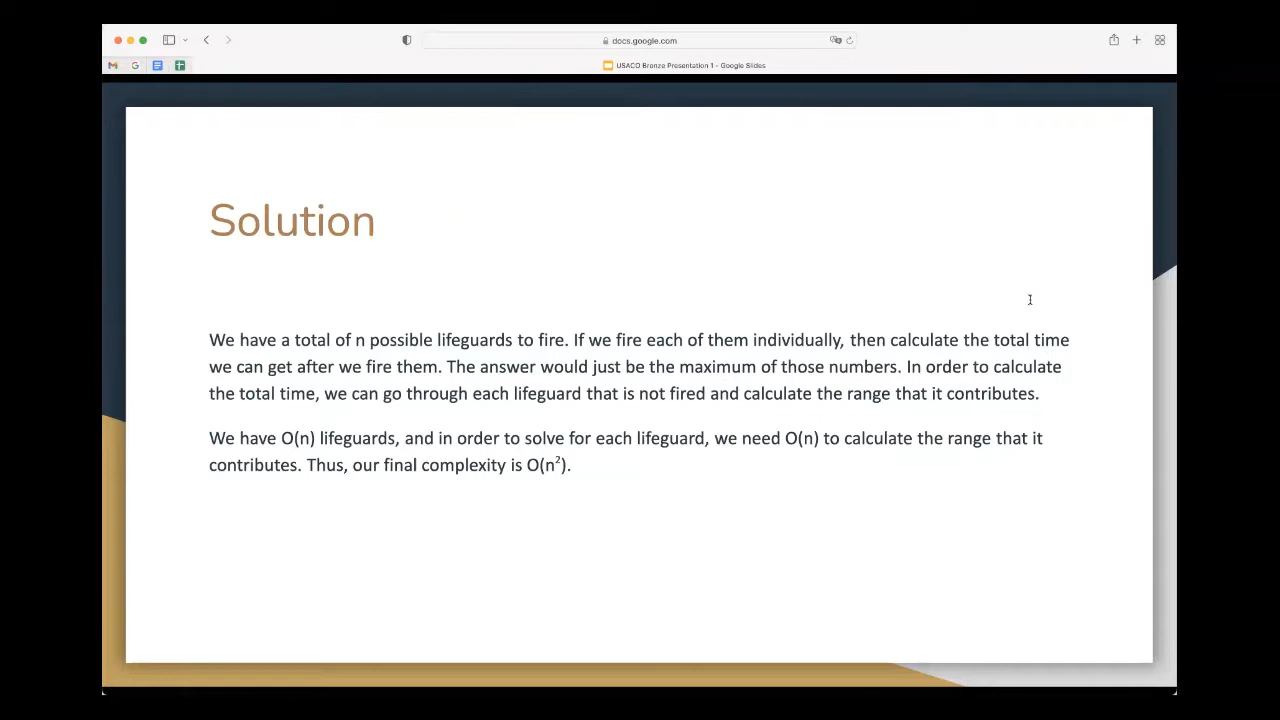 docs.google.com
USACO Bronze Presentation 1 - Google Slides
Solution
We have a total of n possible lifeguards to fire. If we fire each of them individually, then calculate the total time
we can get after we fire them. The answer would just be the maximum of those numbers. In order to calculate
the total time, we can go through each lifeguard that is not fired and calculate the range that it contributes.
We have O(n) lifeguards, and in order to solve for each lifeguard, we need O(n) to calculate the range that it
contributes. Thus, our final complexity is O(n²).